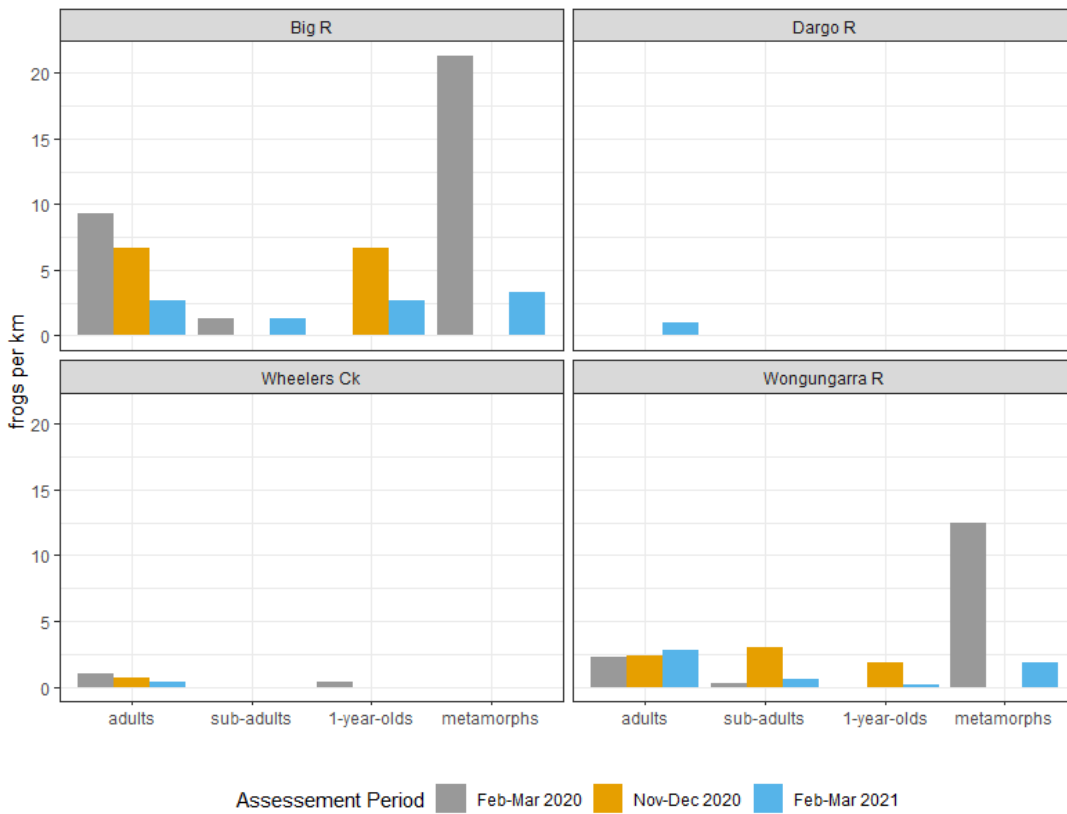 Big R
Dargo R
20
15
10
5
0
frogs per km
Wheelers Ck
Wongungarra R
20
15
10
5
0
adults sub-adults 1-year-olds metamorphs
adults sub-adults 1-year-olds metamorphs
Assessement Period Feb-Mar 2020 Nov-Dec 2020 Feb-Mar 2021